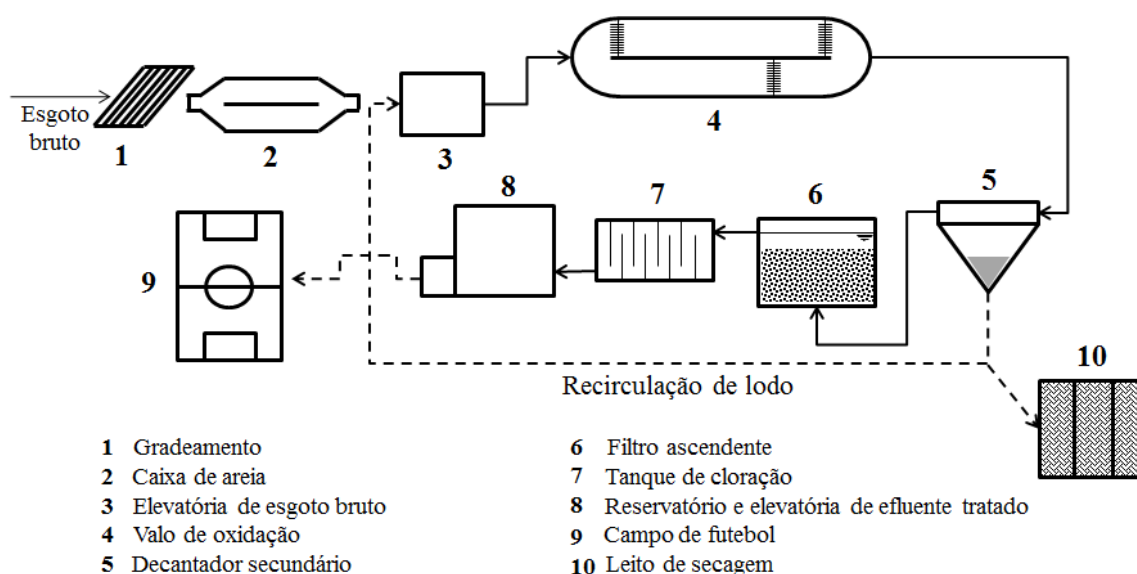 4
Esgoto
bruto
1
2
3
8
7
6
5
9
10
Recirculação de lodo
1 Gradeamento
2 Caixa de areia
3 Elevatória de esgoto bruto
4 Valo de oxidação
5 Decantador secundário
6 Filtro ascendente
7 Tanque de cloração
8 Reservatório e elevatória de efluente tratado
9 Campo de futebol
10 Leito de secagem